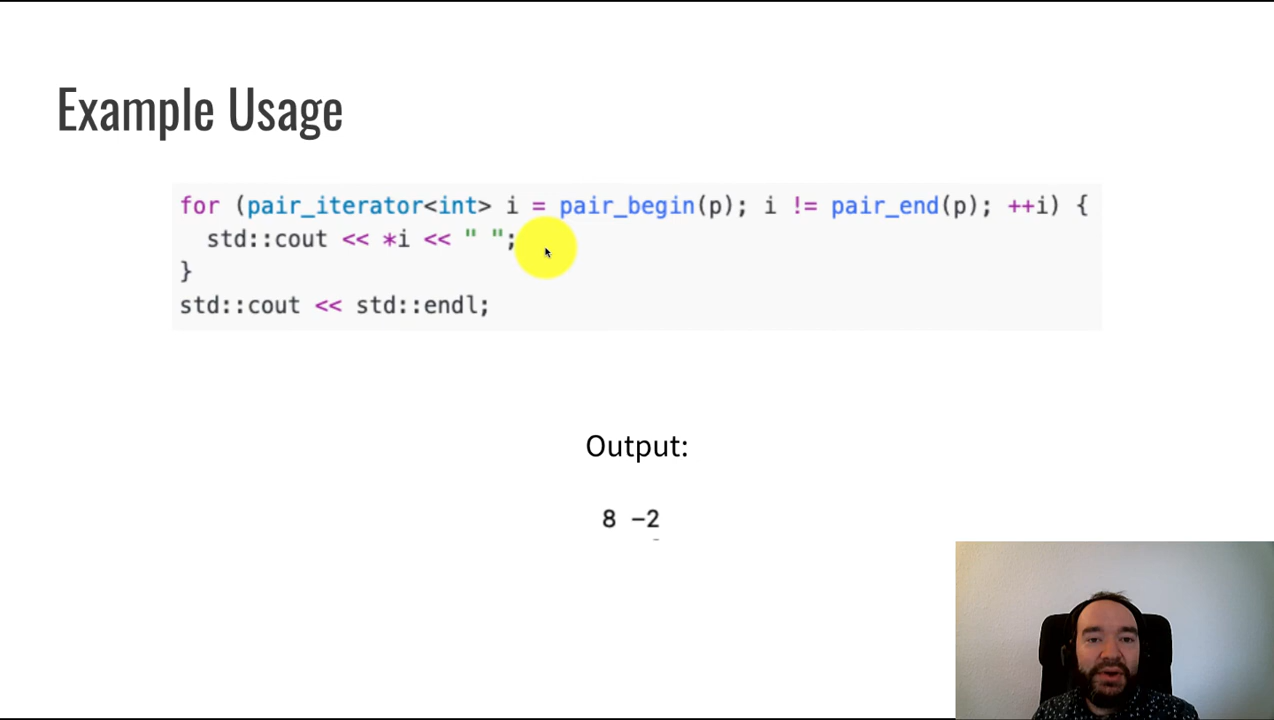 Example Usage
for (pair_iterator<int> i = pair_begin(p); i != pair_end(p); ++i) {
  std::cout << *i << " ";
}
std::cout << std::endl;
Output:
8 −2